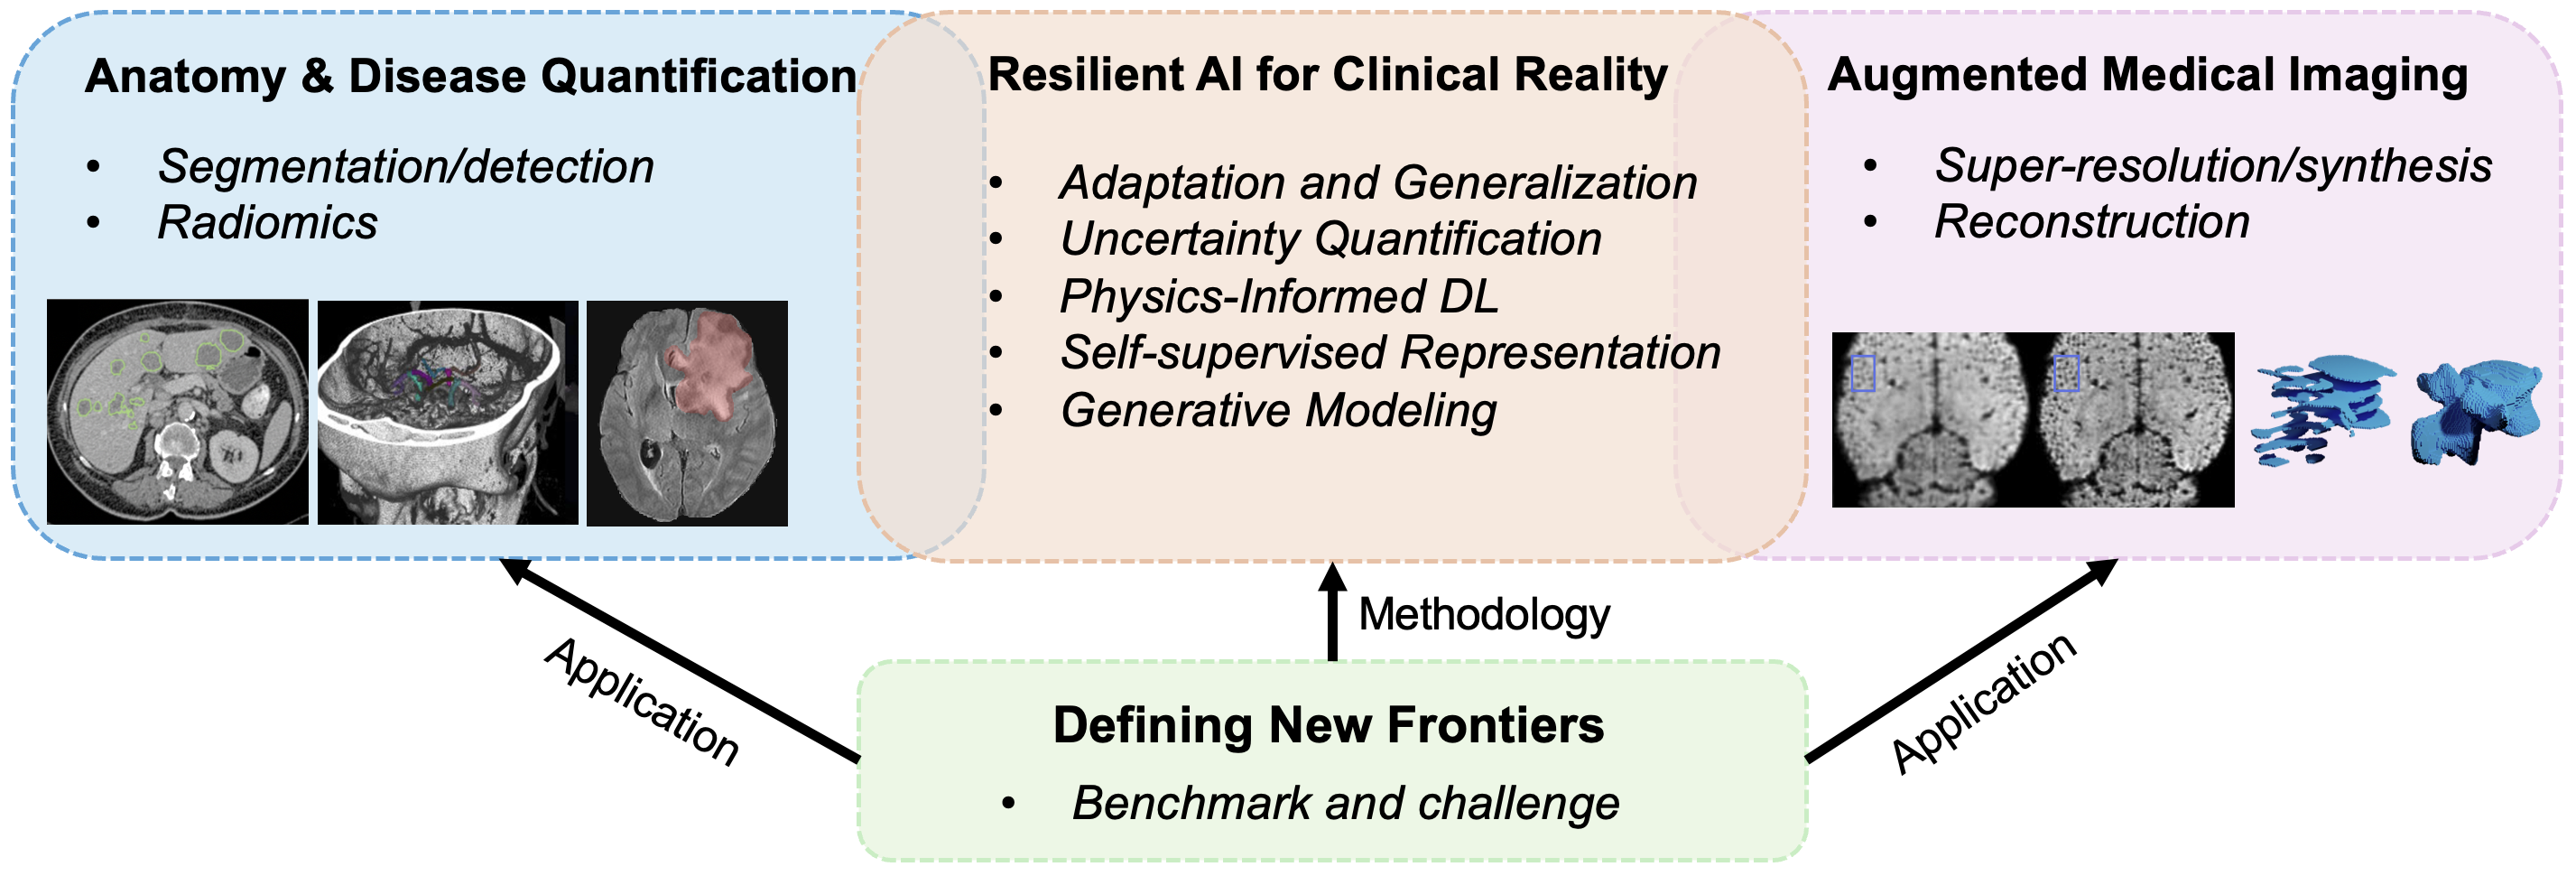 Anatomy & Disease Quantification
• Segmentation/detection
• Radiomics
Resilient AI for Clinical Reality
• Adaptation and Generalization
• Uncertainty Quantification
• Physics-Informed DL
• Self-supervised Representation
• Generative Modeling
Augmented Medical Imaging
• Super-resolution/synthesis
• Reconstruction
Application
Methodology
Application
Defining New Frontiers
• Benchmark and challenge